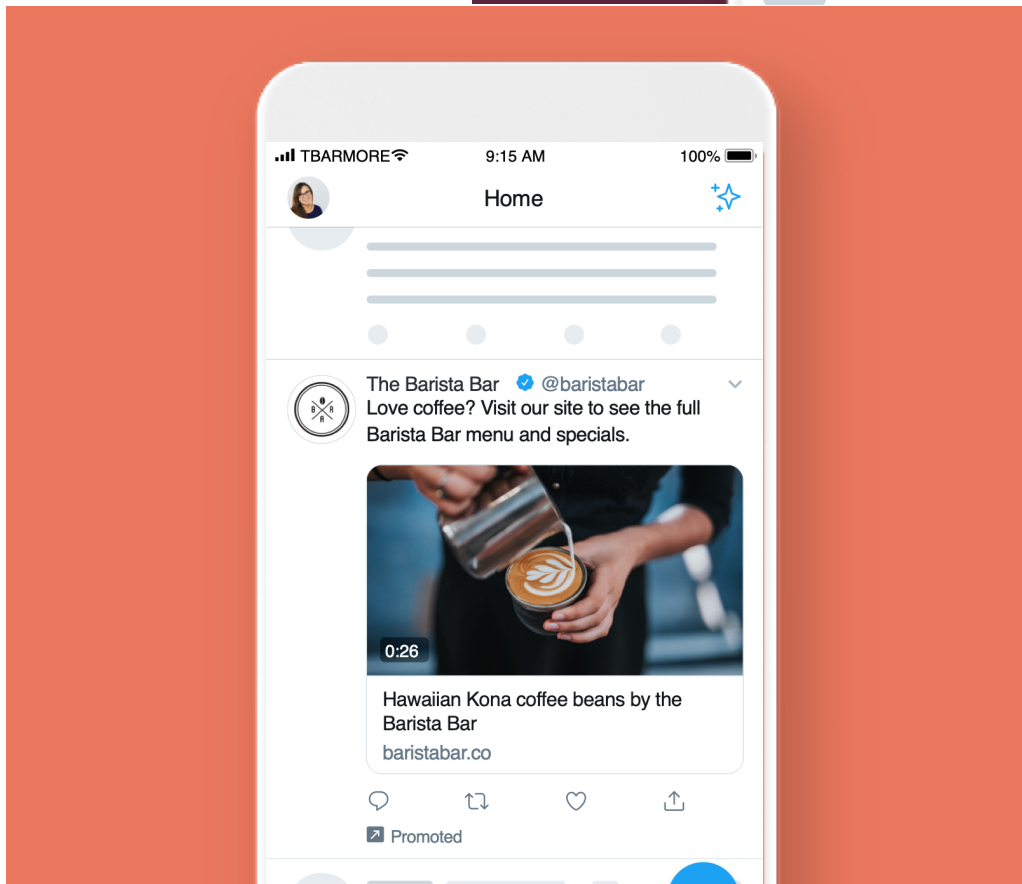 TBARMORE 9:15 AM 100%
Home
The Barista Bar @baristabar
Love coffee? Visit our site to see the full
Barista Bar menu and specials.
B R
A
0:26
Hawaiian Kona coffee beans by the
Barista Bar
baristabar.co
Promoted